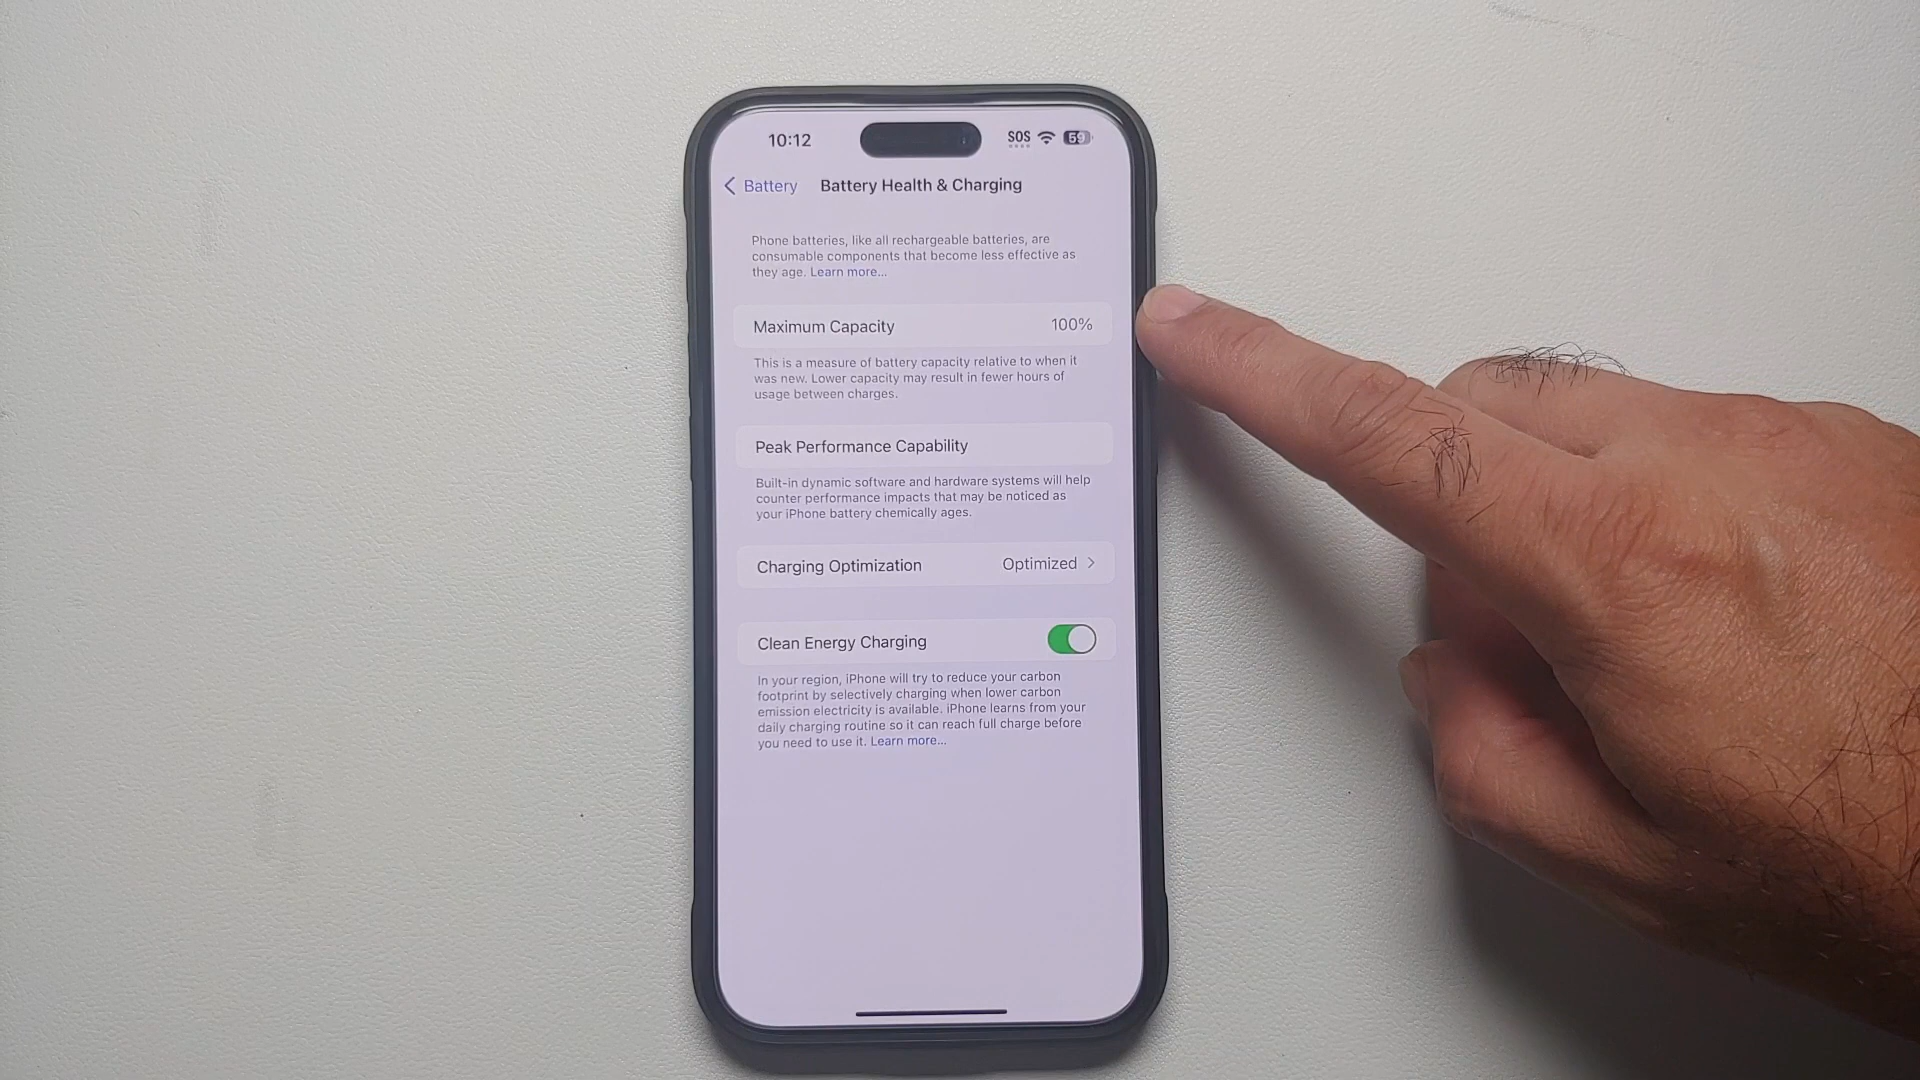 10:12
SOS
59
Battery
Battery Health & Charging
Phone batteries, like all rechargeable batteries, are
consumable components that become less effective as
they age. Learn more...
Maximum Capacity
100%
This is a measure of battery capacity relative to when it
was new. Lower capacity may result in fewer hours of
usage between charges.
Peak Performance Capability
Built-in dynamic software and hardware systems will help
counter performance impacts that may be noticed as
your iPhone battery chemically ages.
Charging Optimization
Optimized
Clean Energy Charging
In your region, iPhone will try to reduce your carbon
footprint by selectively charging when lower carbon
emission electricity is available. iPhone learns from your
daily charging routine so it can reach full charge before
you need to use it. Learn more...